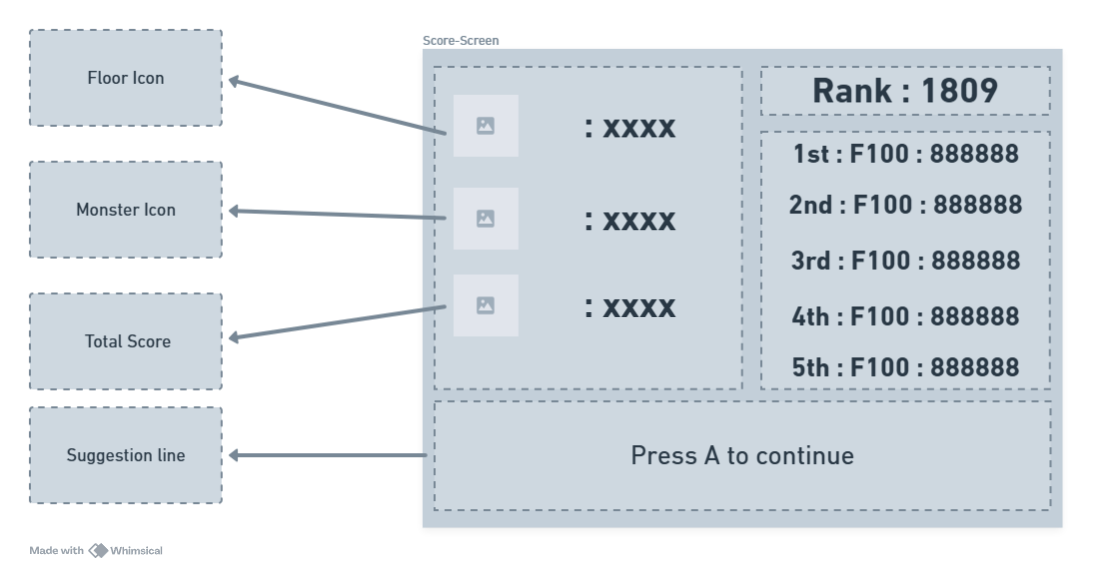 Score-Screen
Floor Icon
Monster Icon
Total Score
Suggestion line
: xxxx
: xxxx
: xxxx
Rank : 1809
1st : F100 : 888888
2nd : F100 : 888888
3rd : F100 : 888888
4th : F100 : 888888
5th : F100 : 888888
Press A to continue
Made with Whimsical